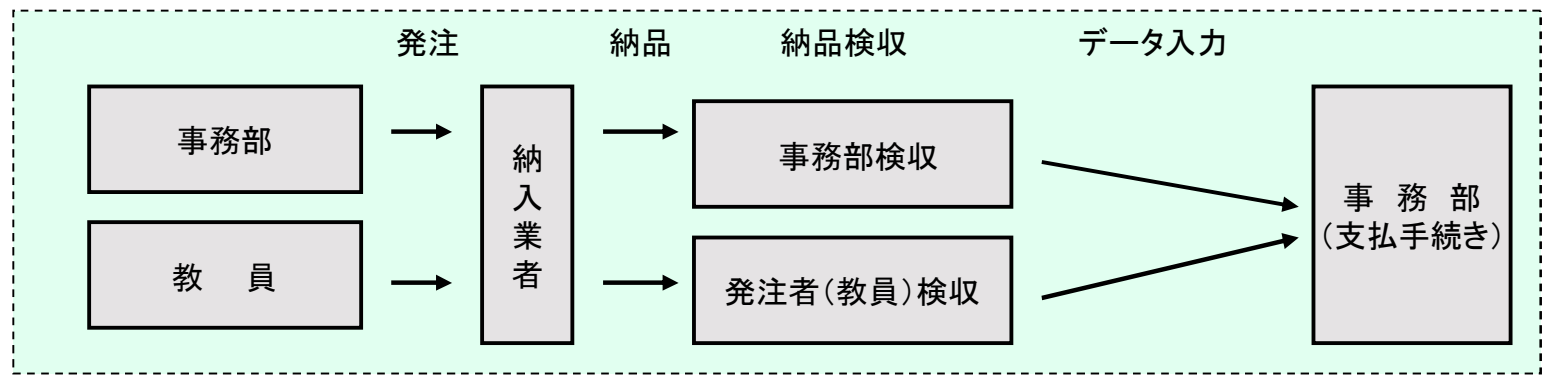 発注 納品 納品検収 データ入力
事務部
納入業者
事務部検収
事 務 部
(支払手続き)
教 員
発注者(教員)検収